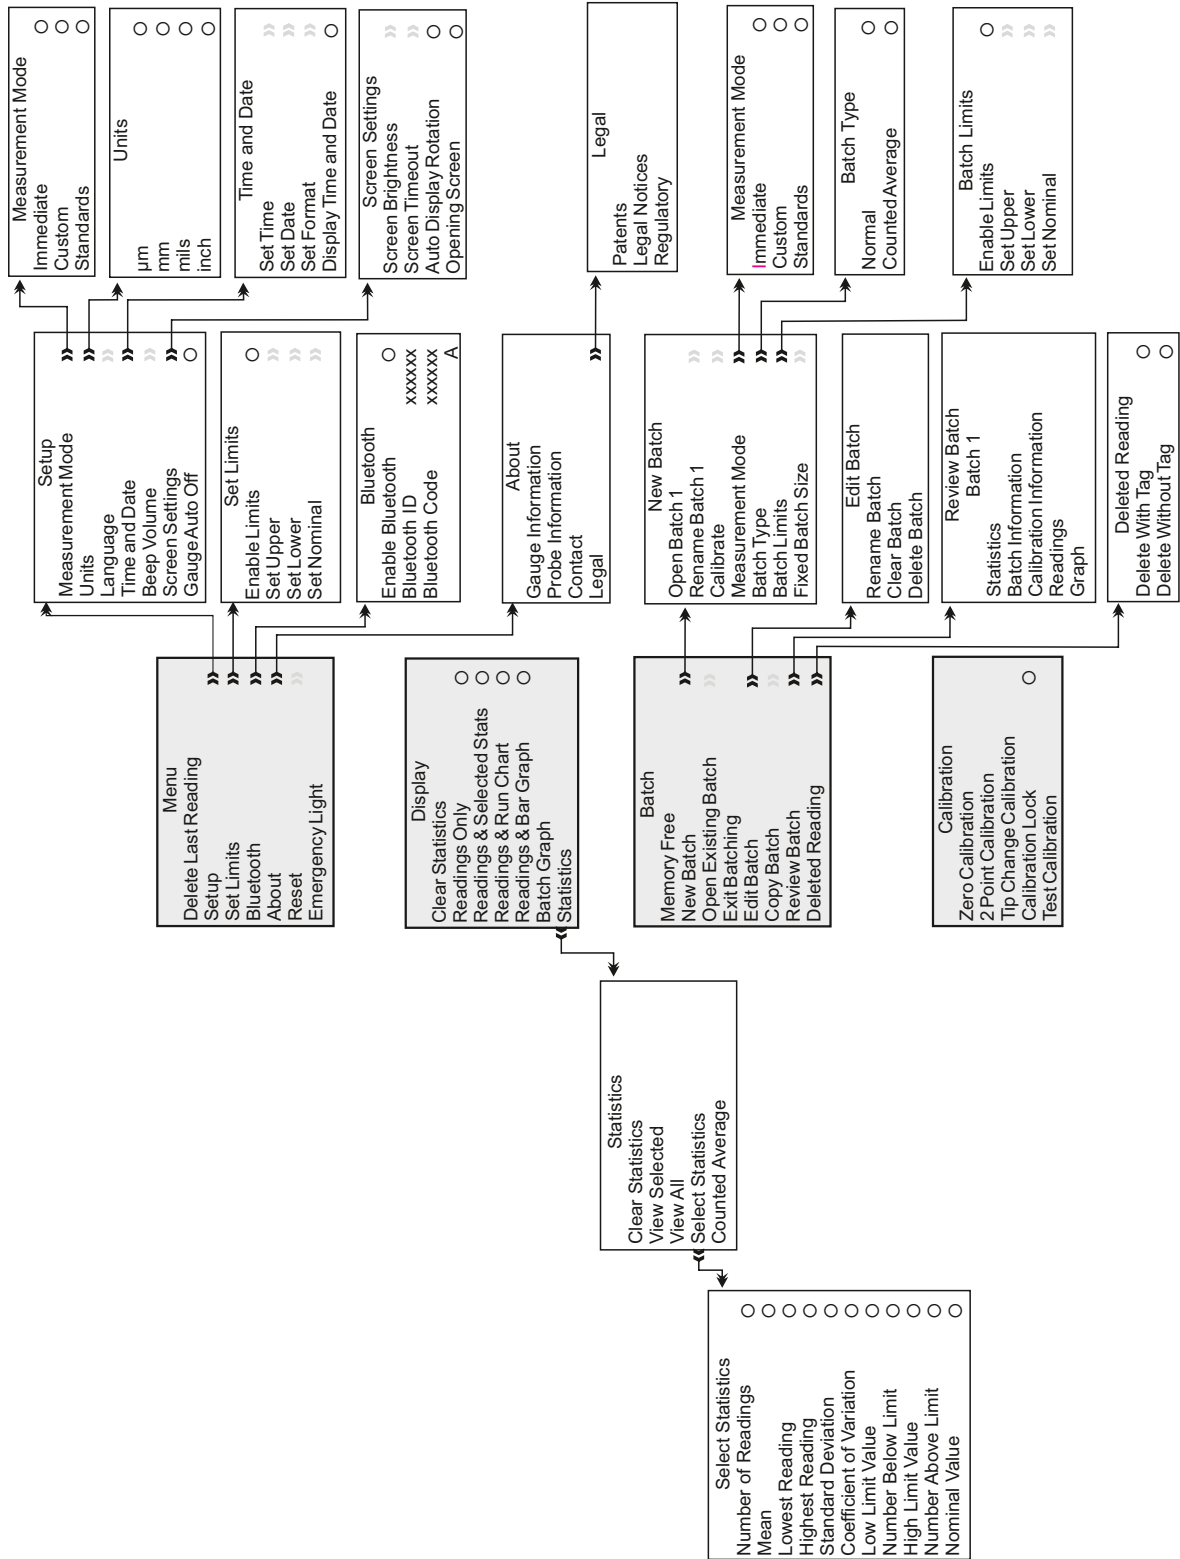 Menu
Delete Last Reading
Setup
Set Limits
Bluetooth
About
Reset
Emergency Light
Setup
Measurement Mode
Units
Language
Time and Date
Beep Volume
Screen Settings
Gauge Auto Off
Measurement Mode
Immediate
Custom
Standards
Units
µm
mm
mils
inch
Time and Date
Set Time
Set Date
Set Format
Display Time and Date
Screen Settings
Screen Brightness
Screen Timeout
Auto Display Rotation
Opening Screen
Set Limits
Enable Limits
Set Upper
Set Lower
Set Nominal
Bluetooth
Enable Bluetooth
Bluetooth ID xxxxxx
Bluetooth Code xxxxxx
A
About
Gauge Information
Probe Information
Contact
Legal
Legal
Patents
Legal Notices
Regulatory
Display
Clear Statistics
Readings Only
Readings & Selected Stats
Readings & Run Chart
Readings & Bar Graph
Batch Graph
Statistics
Statistics
Clear Statistics
View Selected
View All
Select Statistics
Counted Average
Select Statistics
Number of Readings
Mean
Lowest Reading
Highest Reading
Standard Deviation
Coefficient of Variation
Low Limit Value
Number Below Limit
High Limit Value
Number Above Limit
Nominal Value
Batch
Memory Free
New Batch
Open Existing Batch
Exit Batching
Edit Batch
Copy Batch
Review Batch
Deleted Reading
New Batch
Open Batch 1
Rename Batch 1
Calibrate
Measurement Mode
Batch Type
Batch Limits
Fixed Batch Size
Measurement Mode
Immediate
Custom
Standards
Batch Type
Normal
Counted Average
Batch Limits
Enable Limits
Set Upper
Set Lower
Set Nominal
Edit Batch
Rename Batch
Clear Batch
Delete Batch
Review Batch
Batch 1
Statistics
Batch Information
Calibration Information
Readings
Graph
Deleted Reading
Delete With Tag
Delete Without Tag
Calibration
Zero Calibration
2 Point Calibration
Tip Change Calibration
Calibration Lock
Test Calibration